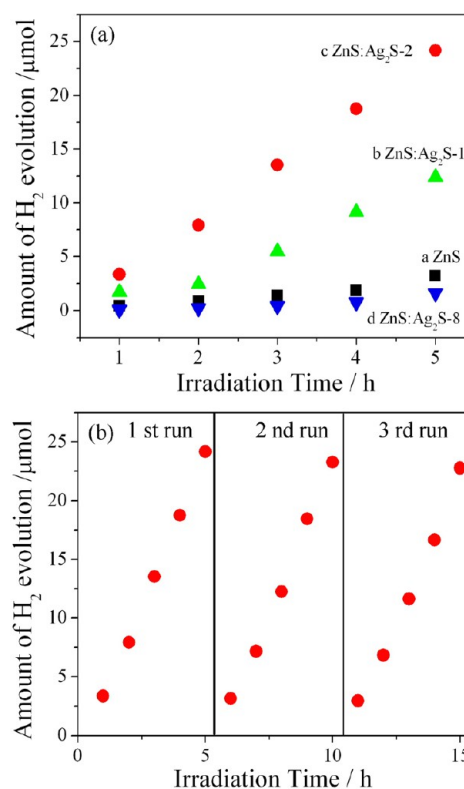 (a)
c ZnS:Ag₂S-2
b ZnS:Ag₂S-1
a ZnS
d ZnS:Ag₂S-8
Amount of H₂ evolution /μmol
25
20
15
10
5
0
1 2 3 4 5
Irradiation Time / h
(b) 1 st run 2 nd run 3 rd run
Amount of H₂ evolution /μmol
25
20
15
10
5
0
0 5 10 15
Irradiation Time / h